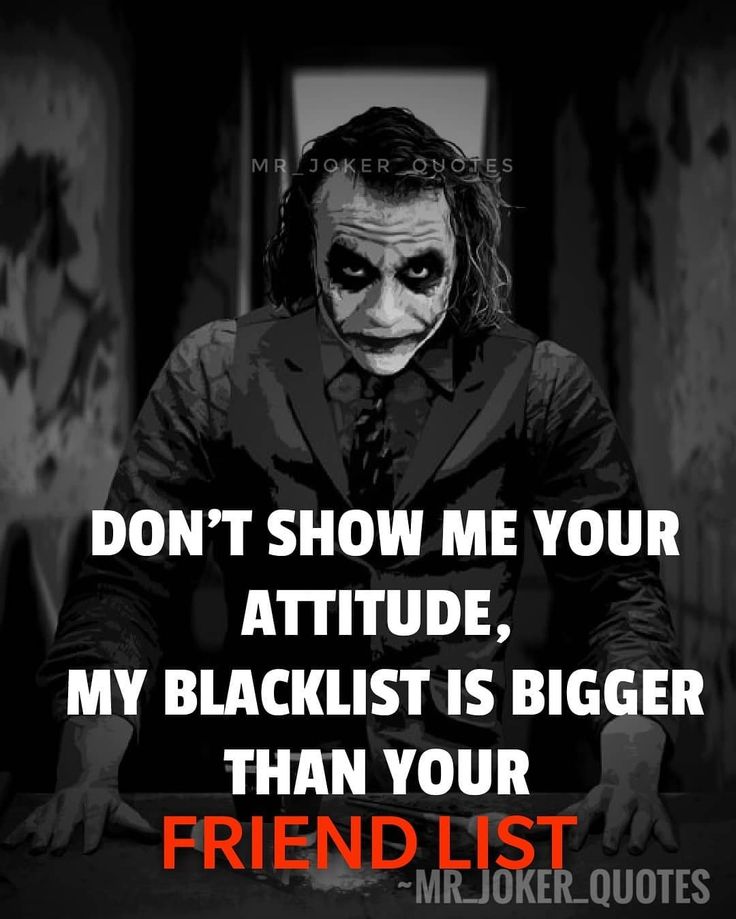 MR_JOKER_QUOTES
DON'T SHOW ME YOUR
ATTITUDE,
MY BLACKLIST IS BIGGER
THAN YOUR
FRIEND LIST
~MR_JOKER_QUOTES